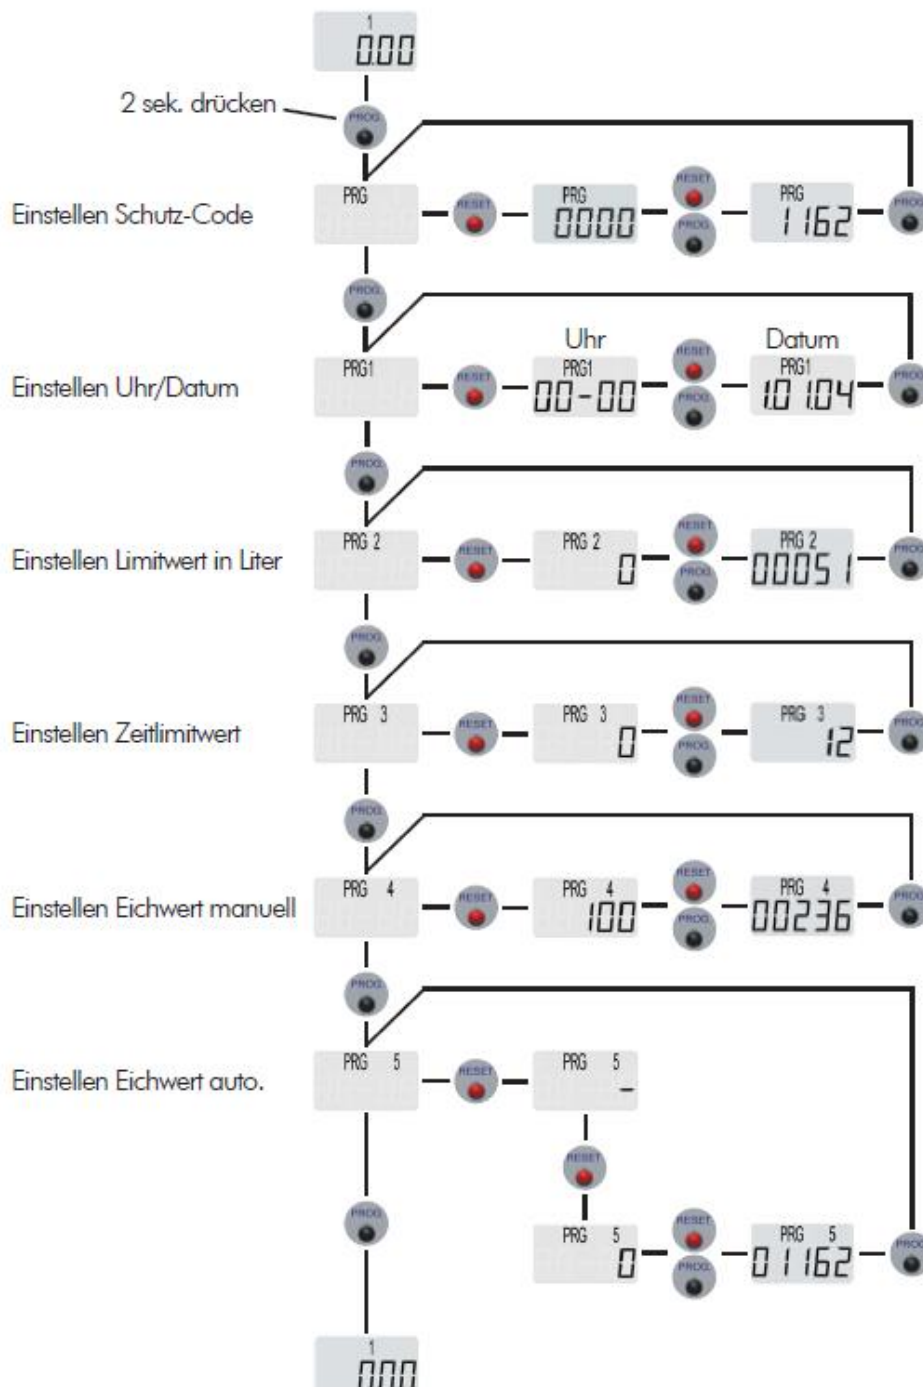 1
0.00
2 sek. drücken
PROG.
Einstellen Schutz-Code
PRG
RESET
PRG
0000
RESET
PROG.
PRG
1162
PROG.
PROG.
Einstellen Uhr/Datum
PRG1
RESET
Uhr
PRG1
00-00
RESET
PROG.
Datum
PRG1
1.01.04
PROG.
PROG.
Einstellen Limitwert in Liter
PRG 2
RESET
PRG 2
0
RESET
PROG.
PRG 2
00051
PROG.
PROG.
Einstellen Zeitlimitwert
PRG 3
RESET
PRG 3
0
RESET
PROG.
PRG 3
12
PROG.
PROG.
Einstellen Eichwert manuell
PRG 4
RESET
PRG 4
100
RESET
PROG.
PRG 4
00236
PROG.
PROG.
Einstellen Eichwert auto.
PRG 5
RESET
PRG 5
–
RESET
PROG.
PRG 5
0
RESET
PROG.
PRG 5
01162
PROG.
1
0.00